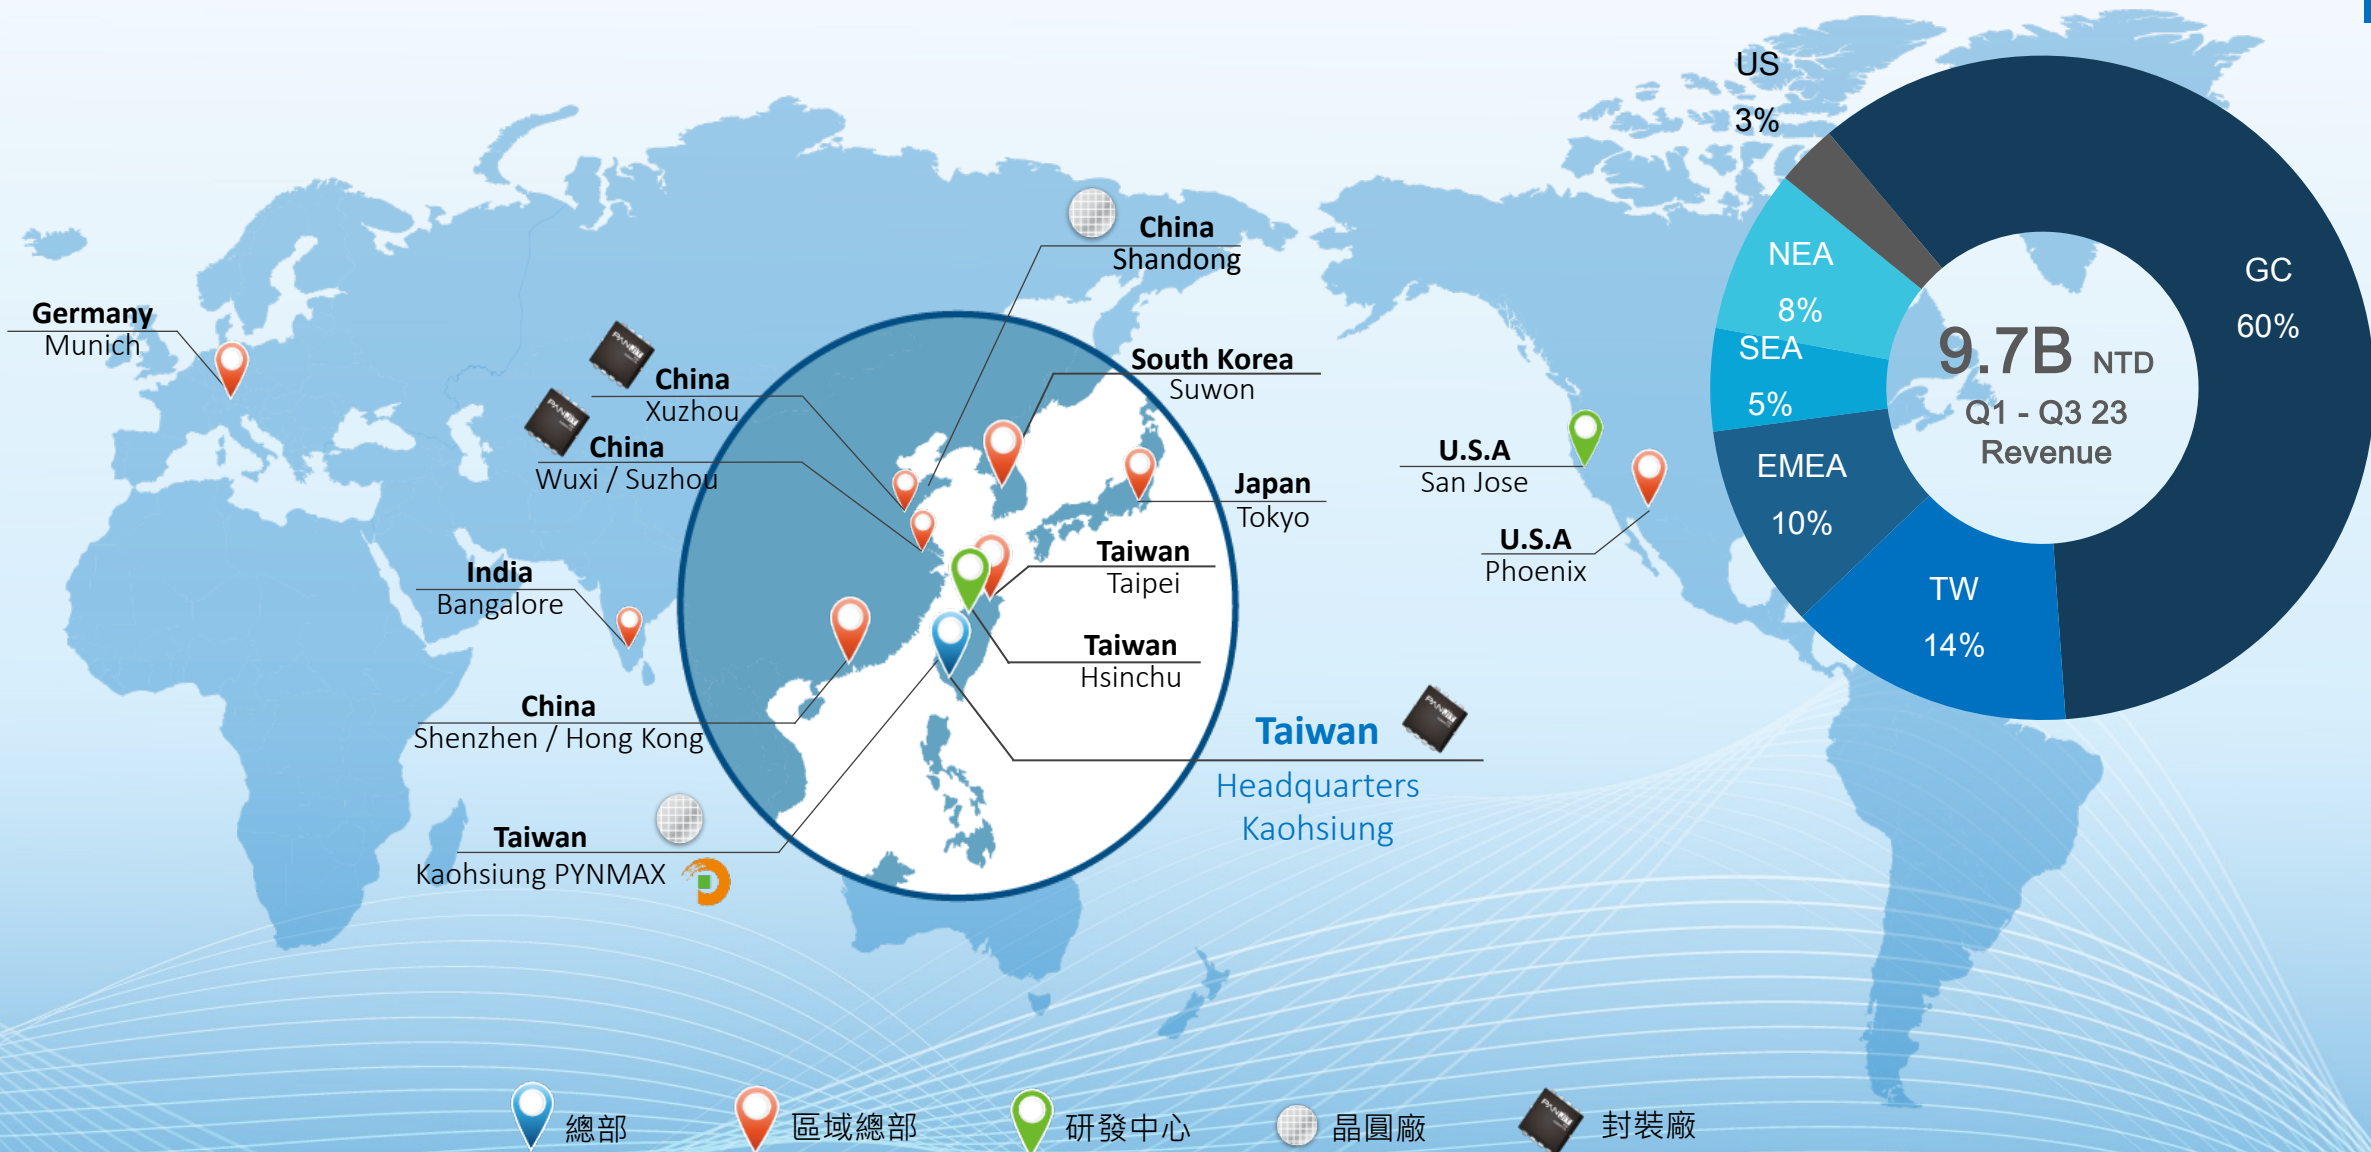 US
3%
GC
60%
NEA
8%
SEA
5%
EMEA
10%
TW
14%
9.7B NTD
Q1 - Q3 23
Revenue
China
Shandong
Germany
Munich
China
Xuzhou
China
Wuxi / Suzhou
South Korea
Suwon
Japan
Tokyo
Taiwan
Taipei
Taiwan
Hsinchu
U.S.A
San Jose
U.S.A
Phoenix
India
Bangalore
China
Shenzhen / Hong Kong
Taiwan
Headquarters
Kaohsiung
Taiwan
Kaohsiung PYNMAX
總部
區域總部
研發中心
晶圓廠
封裝廠